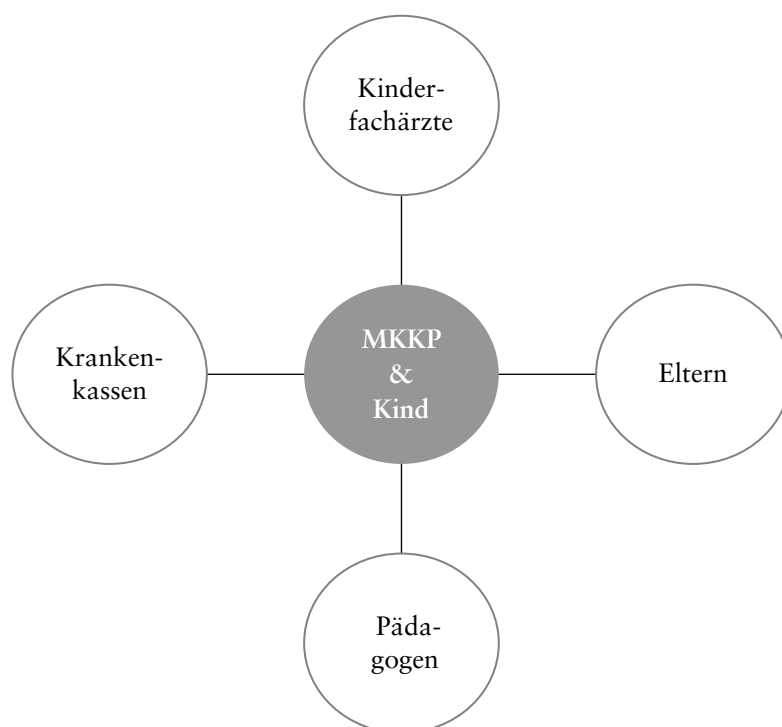 Kinder-
fachärzte
Kranken-
kassen
MKKP
&
Kind
Eltern
Päda-
gogen